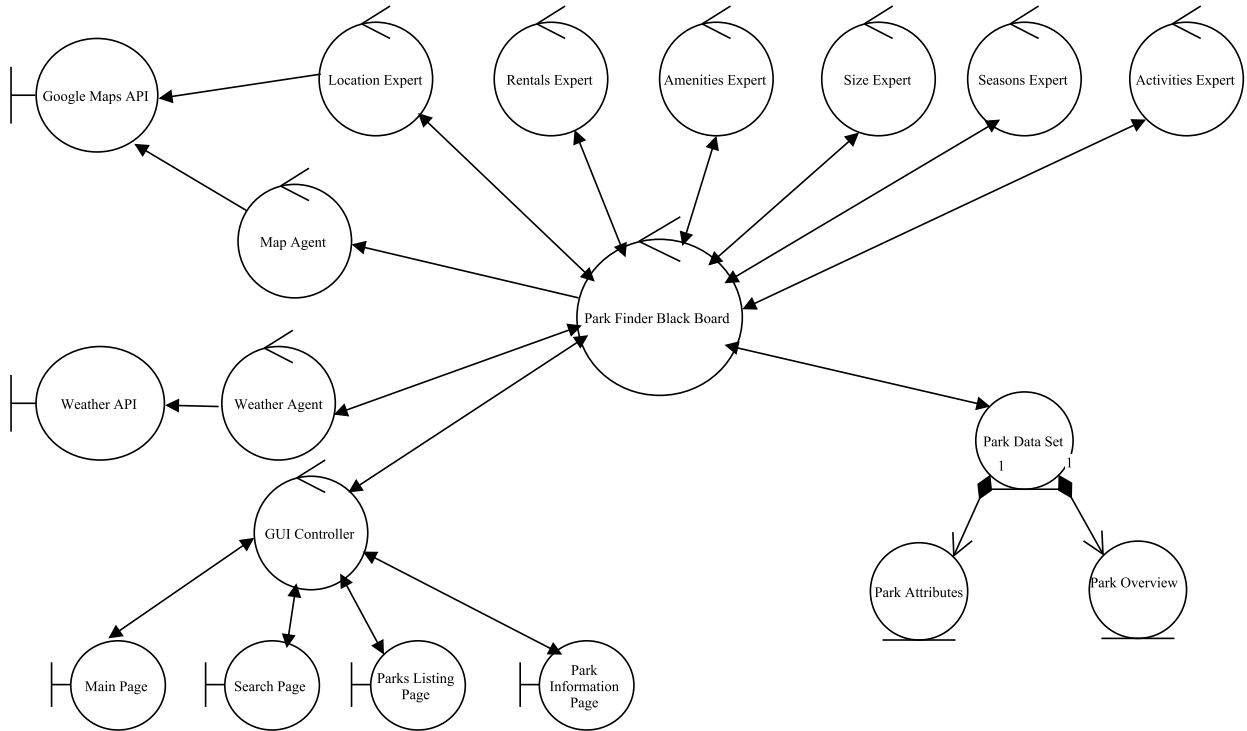 Google Maps API
Location Expert
Rentals Expert
Amenities Expert
Size Expert
Seasons Expert
Activities Expert
Map Agent
Park Finder Black Board
Weather API
Weather Agent
Park Data Set
1
1
GUI Controller
Park Attributes
Park Overview
Main Page
Search Page
Parks Listing
Page
Park
Information
Page